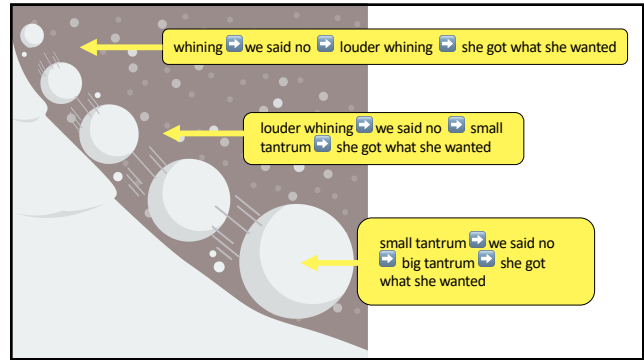 whining ➡ we said no ➡ louder whining ➡ she got what she wanted
louder whining ➡ we said no ➡ small
tantrum ➡ she got what she wanted
small tantrum ➡ we said no
➡ big tantrum ➡ she got
what she wanted